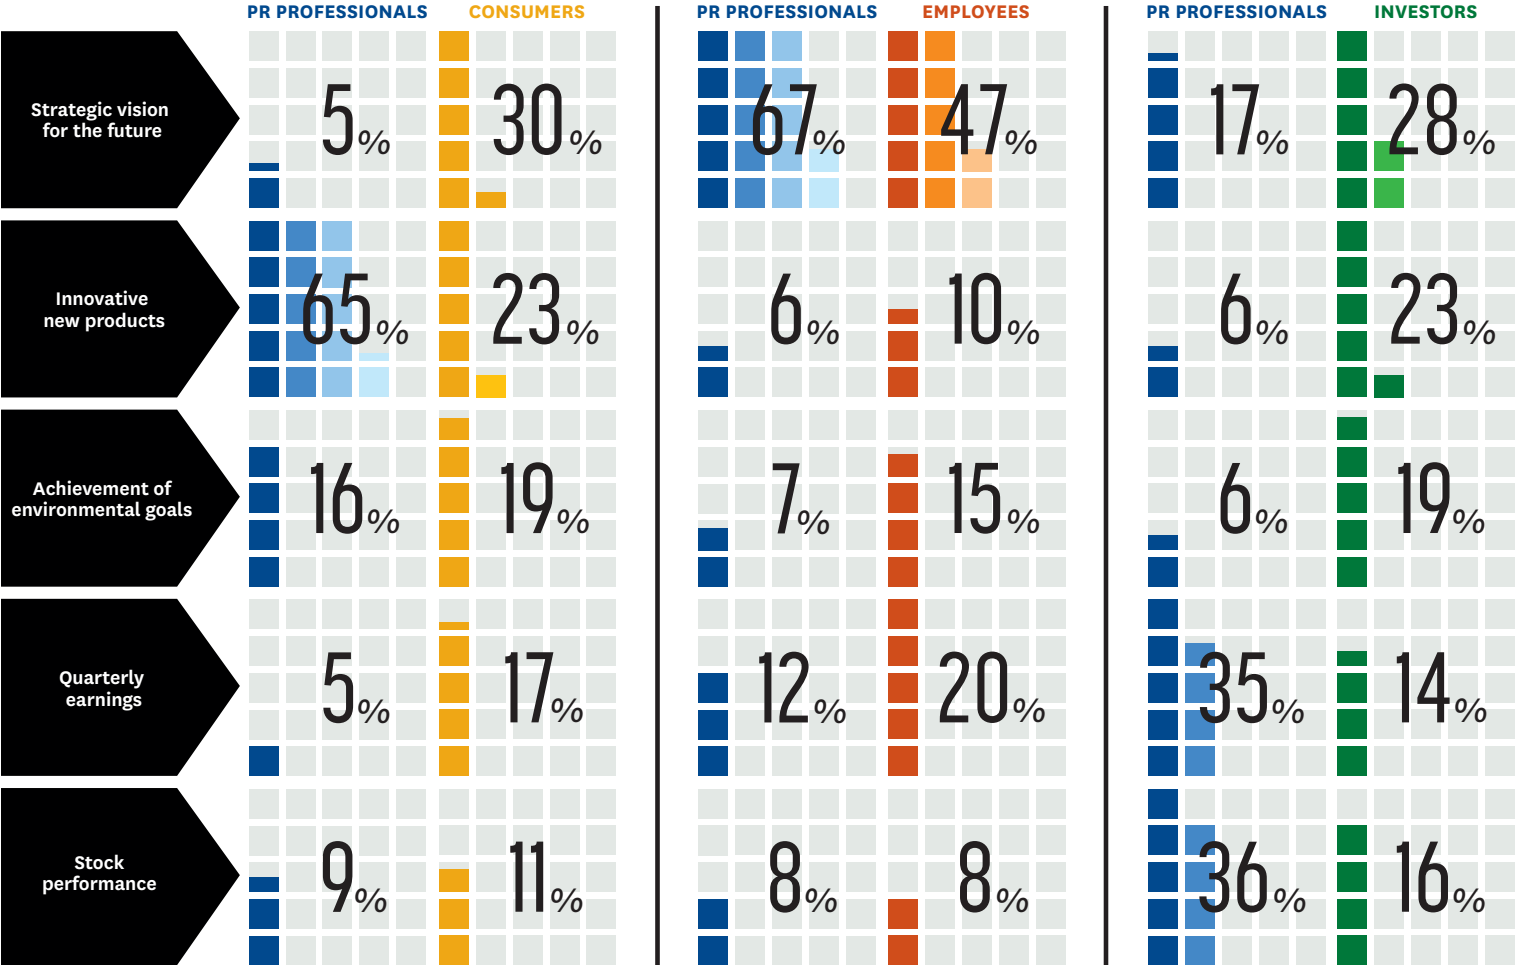 PR PROFESSIONALS CONSUMERS PR PROFESSIONALS EMPLOYEES PR PROFESSIONALS INVESTORS
Strategic vision
for the future
5% 30% 67% 47% 17% 28%
Innovative
new products
65% 23% 6% 10% 6% 23%
Achievement of
environmental goals
16% 19% 7% 15% 6% 19%
Quarterly
earnings
5% 17% 12% 20% 35% 14%
Stock
performance
9% 11% 8% 8% 36% 16%